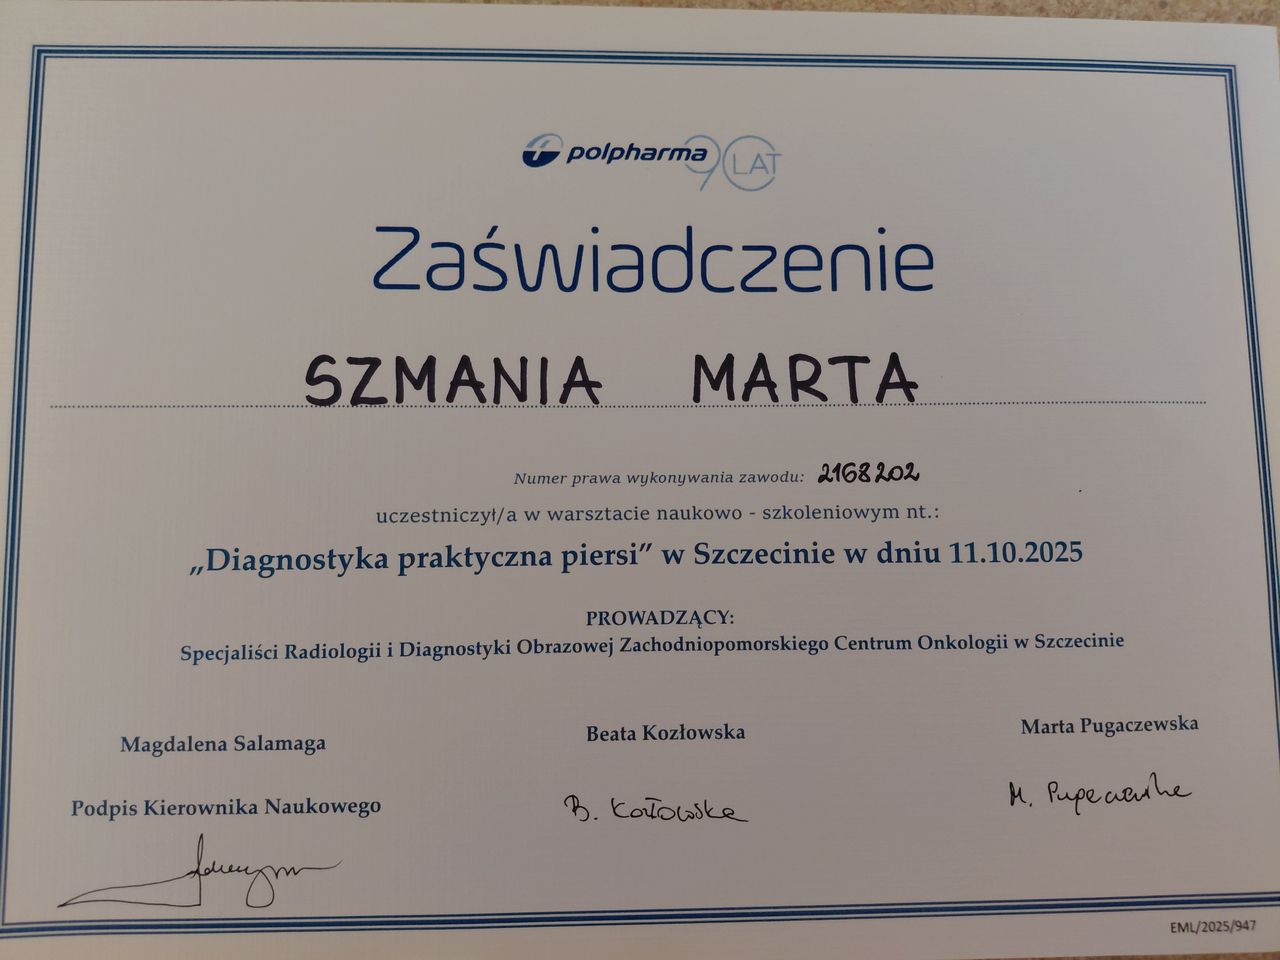 polpharma 90 LAT
Zaświadczenie
SZMANIA MARTA
Numer prawa wykonywania zawodu: 2168202
uczestniczył/a w warsztacie naukowo - szkoleniowym nt.:
„Diagnostyka praktyczna piersi” w Szczecinie w dniu 11.10.2025
PROWADZĄCY:
Specjaliści Radiologii i Diagnostyki Obrazowej Zachodniopomorskiego Centrum Onkologii w Szczecinie
Magdalena Salamaga
Beata Kozłowska
Marta Pugaczewska
Podpis Kierownika Naukowego
B. Kozłowska
M. Pugaczewska
EML/2025/947